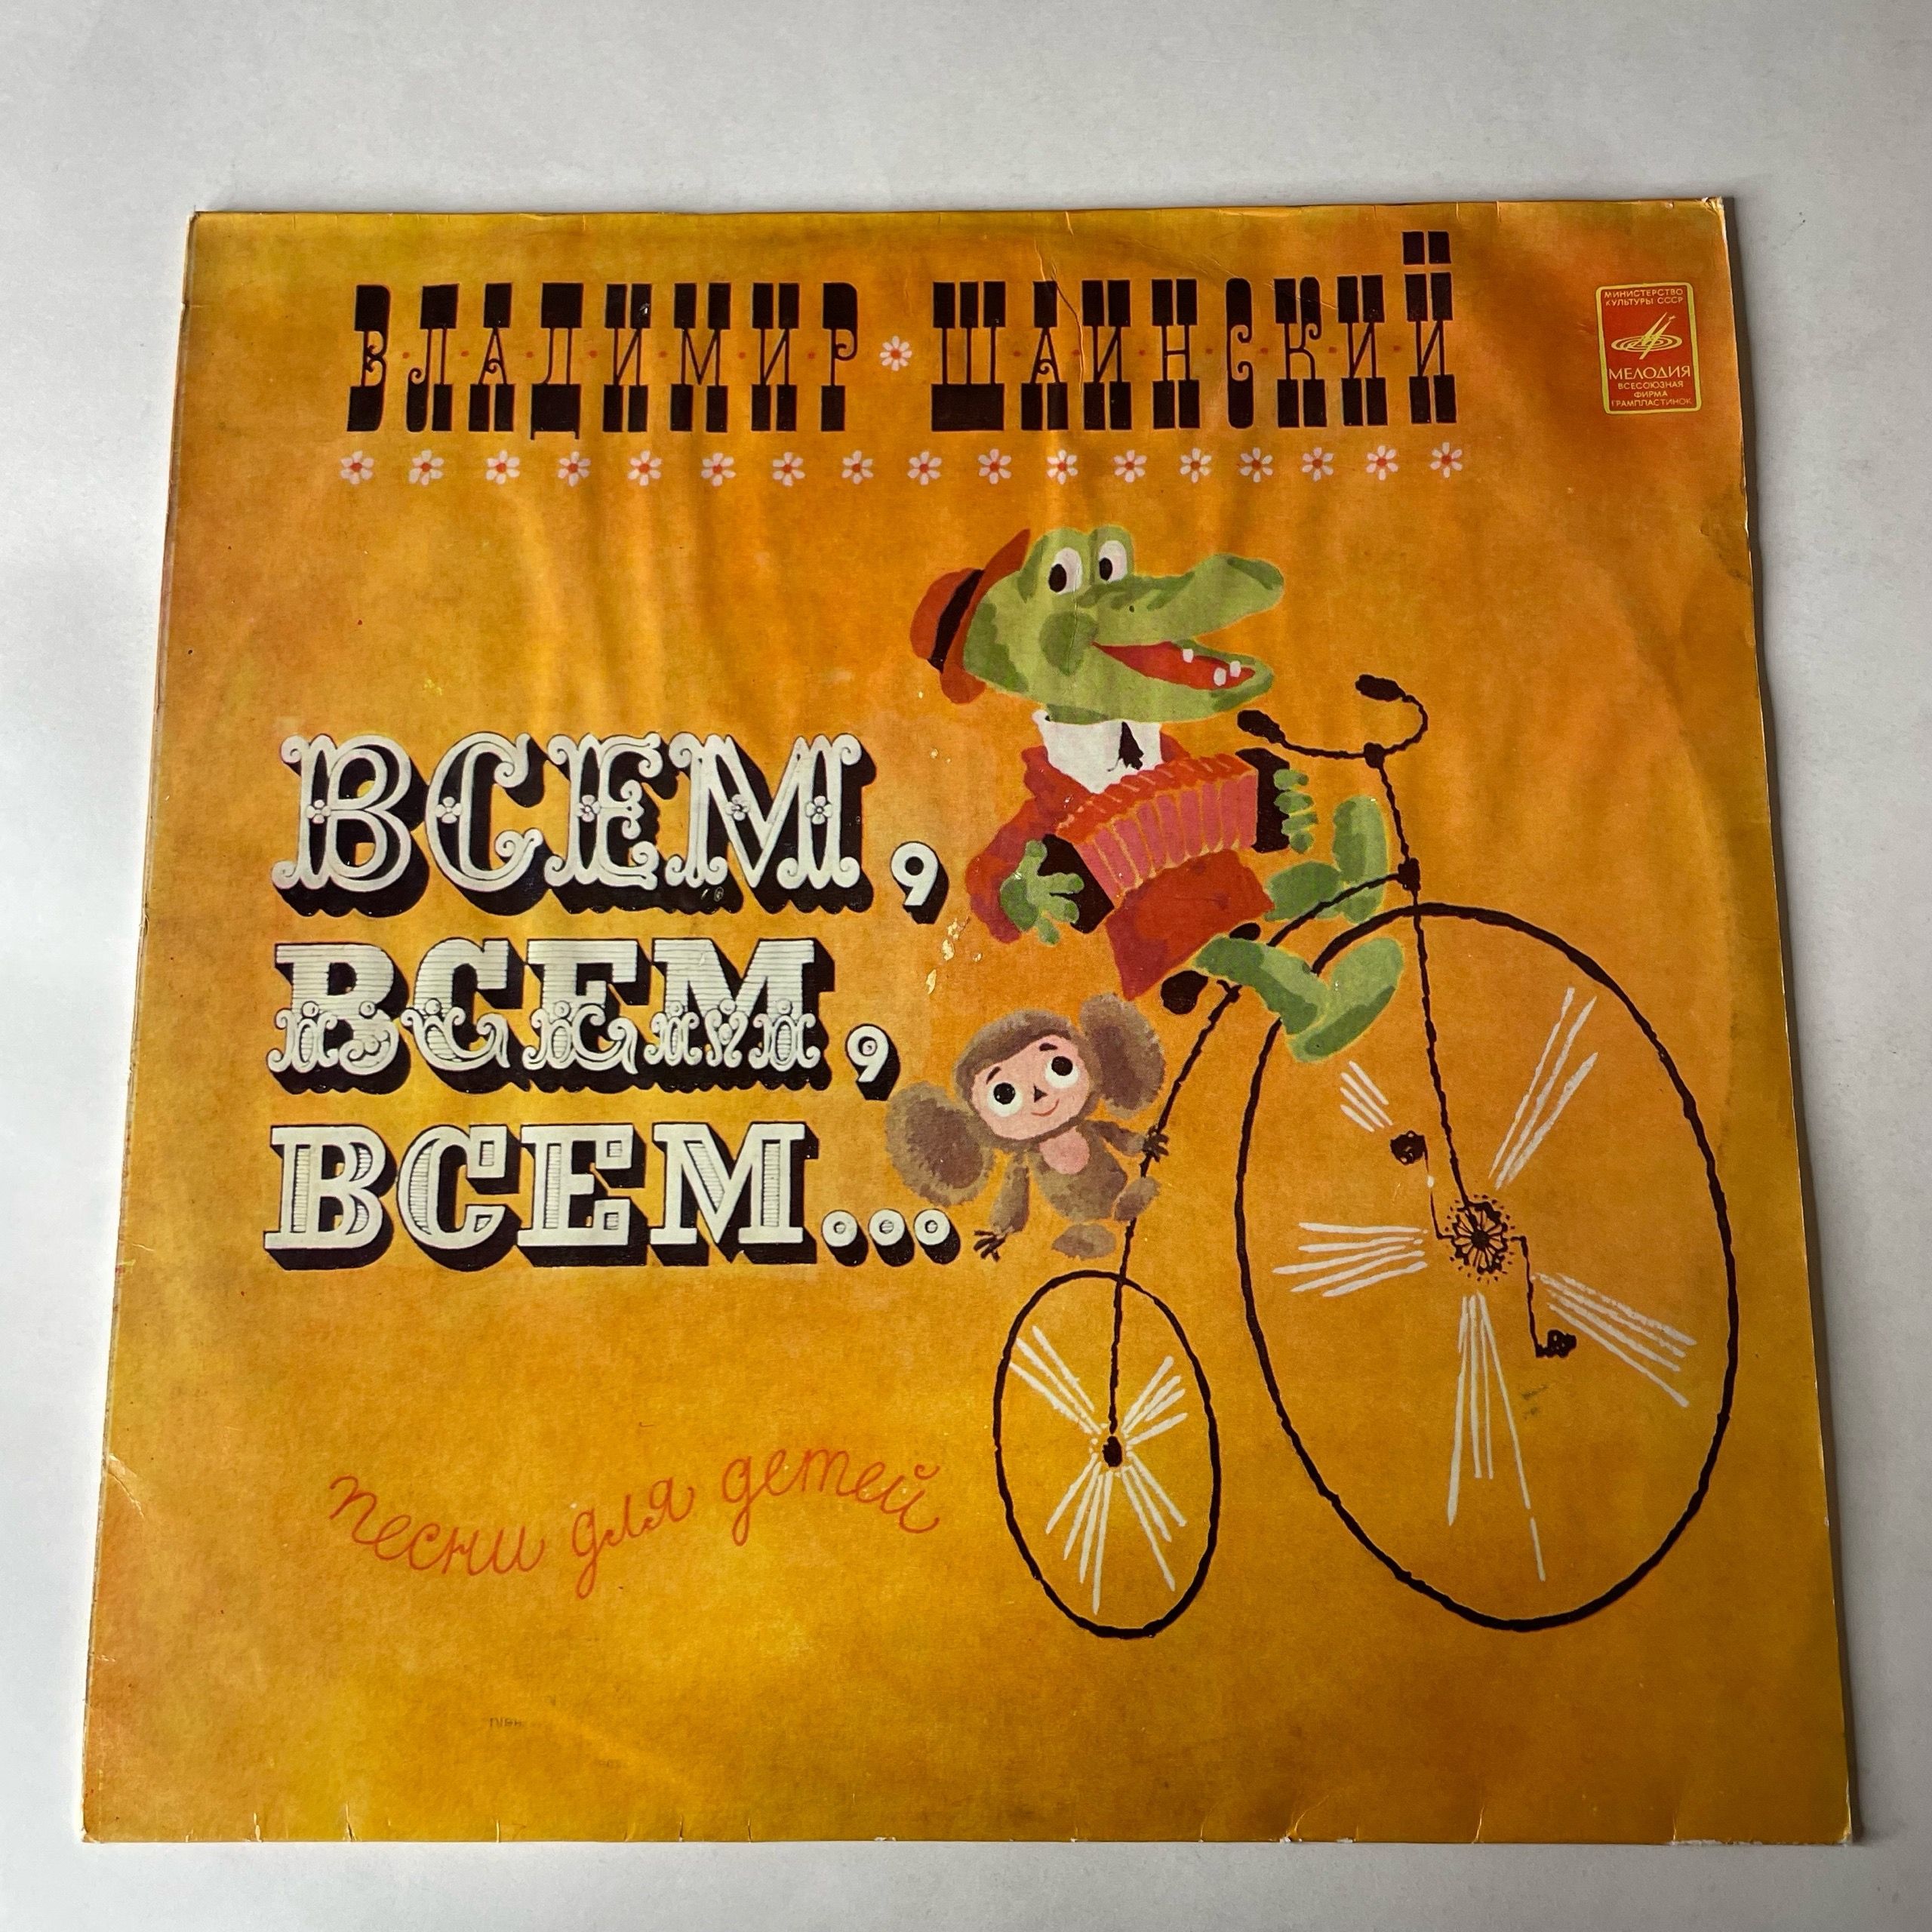 ВЛАДИМИР ШАИНСКИЙ
МИНИСТЕРСТВО
КУЛЬТУРЫ СССР
МЕЛОДИЯ
ВСЕСОЮЗНАЯ
ФИРМА
ГРАМПЛАСТИНОК
ВСЕМ,
ВСЕМ,
ВСЕМ...
песни для детей